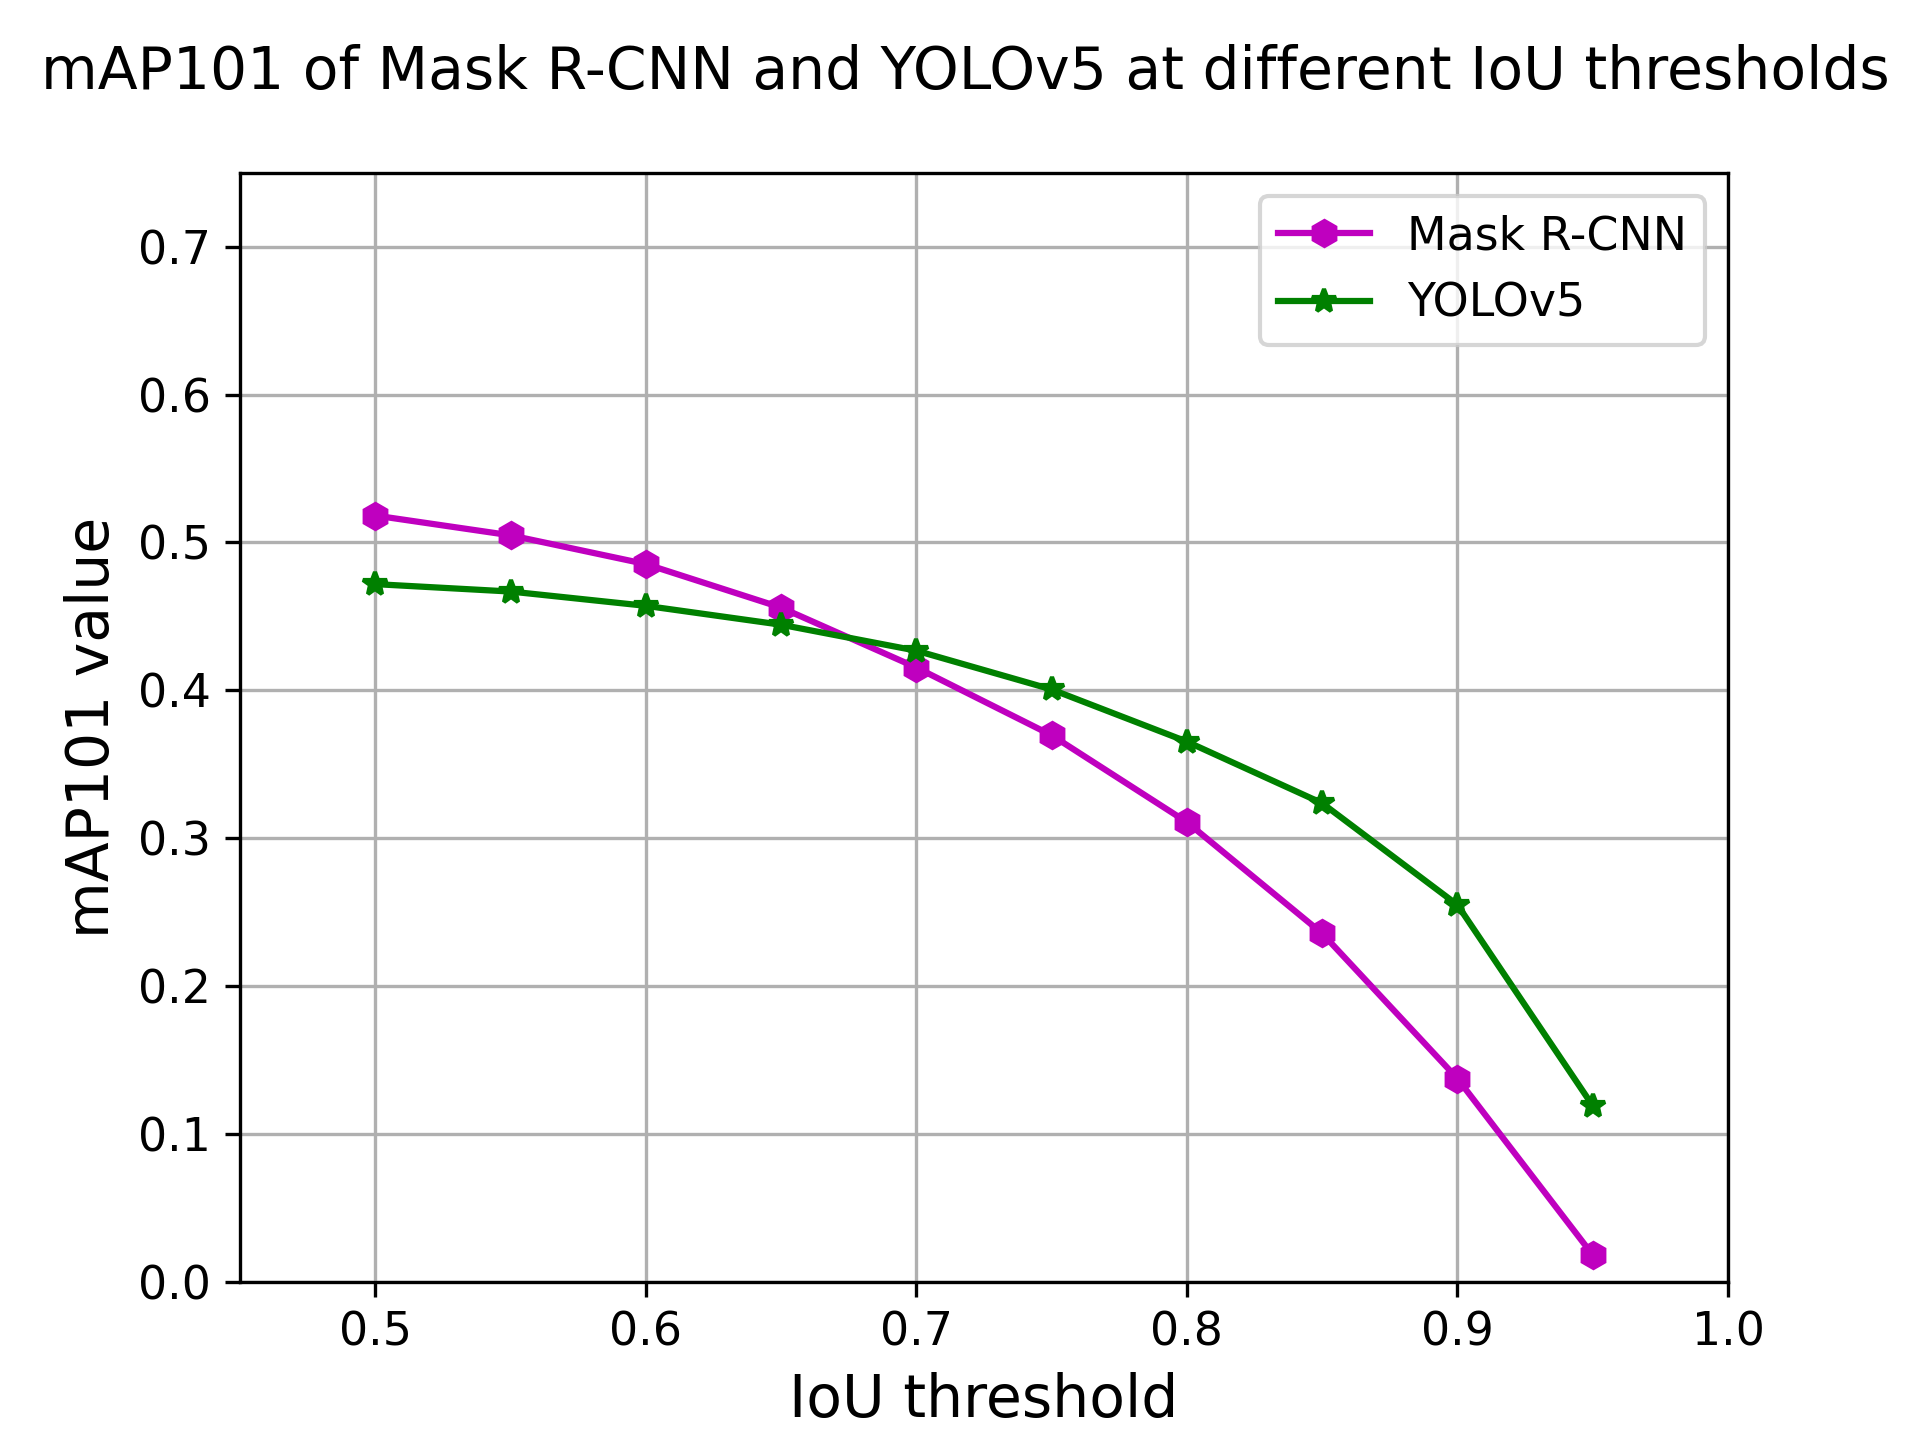 mAP101 of Mask R-CNN and YOLOv5 at different IoU thresholds
Mask R-CNN
YOLOv5
mAP101 value
0.7
0.6
0.5
0.4
0.3
0.2
0.1
0.0
0.5 0.6 0.7 0.8 0.9 1.0
IoU threshold